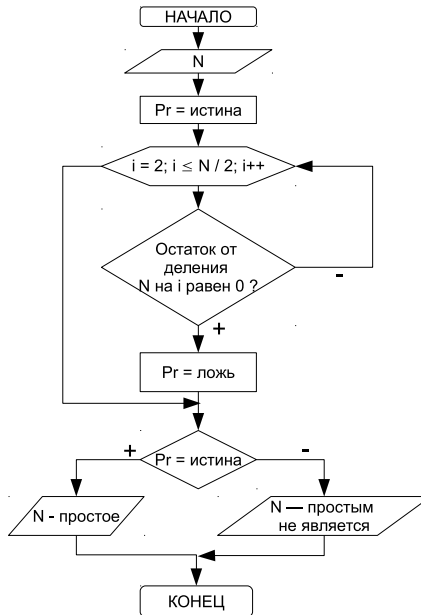 НАЧАЛО
N
Pr = истина
i = 2; i ≤ N / 2; i++
Остаток от
деления
N на i равен 0 ?
-
+
Pr = ложь
+
Pr = истина
-
N - простое
N — простым
не является
КОНЕЦ